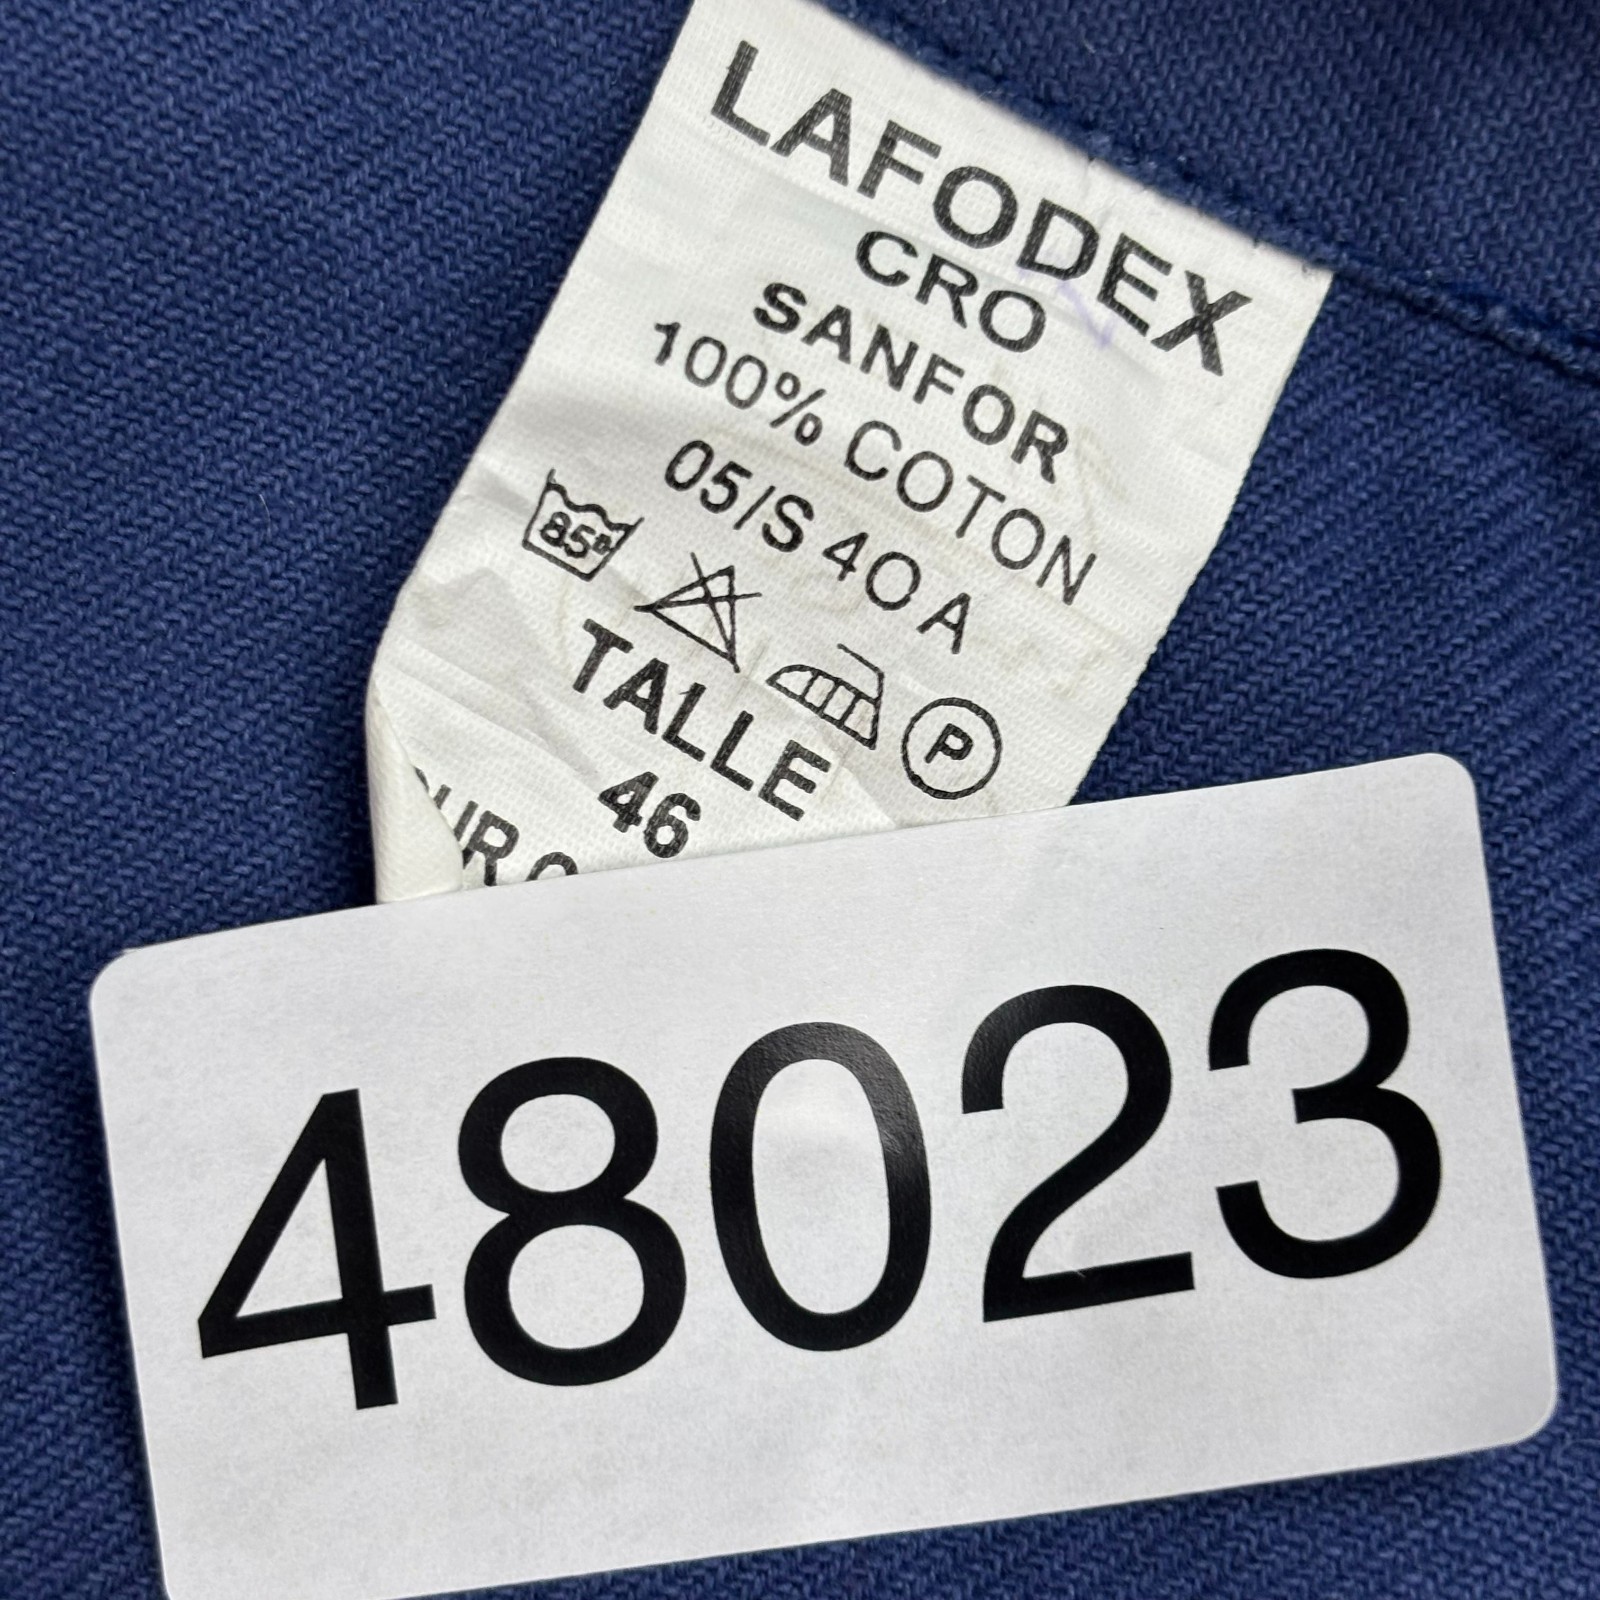 LAFODEX
CRO
SANFOR
100% COTON
05/S 40 A
85°
P
TALLE
46
48023